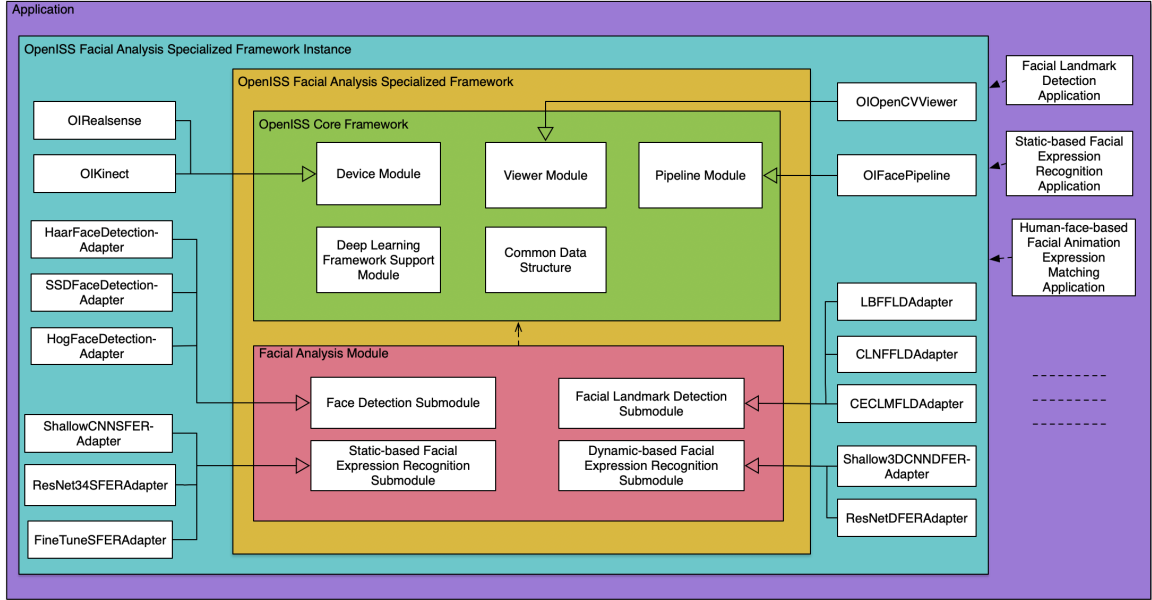 Application
OpenISS Facial Analysis Specialized Framework Instance
OpenISS Facial Analysis Specialized Framework
OpenISS Core Framework
OIRealsense
OIKinect
HaarFaceDetection-
Adapter
SSDFaceDetection-
Adapter
HogFaceDetection-
Adapter
ShallowCNNSFER-
Adapter
ResNet34SFERAdapter
FineTuneSFERAdapter
Device Module
Viewer Module
Pipeline Module
Deep Learning
Framework Support
Module
Common Data
Structure
Facial Analysis Module
Face Detection Submodule
Facial Landmark Detection
Submodule
Static-based Facial
Expression Recognition
Submodule
Dynamic-based Facial
Expression Recognition
Submodule
OIOpenCVViewer
OIFacePipeline
LBFFLDAdapter
CLNFFLDAdapter
CECLMFLDAdapter
Shallow3DCNNDFER-
Adapter
ResNetDFERAdapter
Facial Landmark
Detection
Application
Static-based Facial
Expression
Recognition
Application
Human-face-based
Facial Animation
Expression
Matching
Application